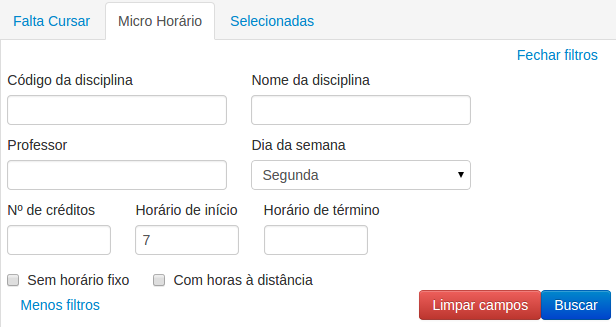 Falta Cursar Micro Horário Selecionadas
Fechar filtros
Código da disciplina Nome da disciplina
Professor Dia da semana
Segunda
Nº de créditos Horário de início Horário de término
7
Sem horário fixo Com horas à distância
Menos filtros Limpar campos Buscar